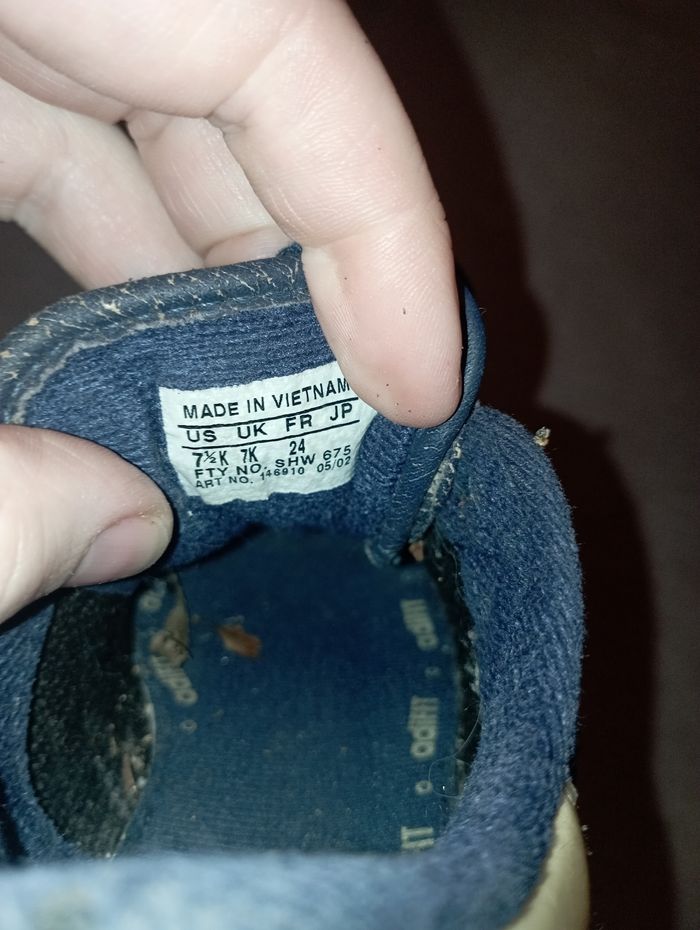 MADE IN VIETNAM
US UK FR JP
7½K 7K 24
FTY NO. SHW 675
ART NO. 146910 05/02